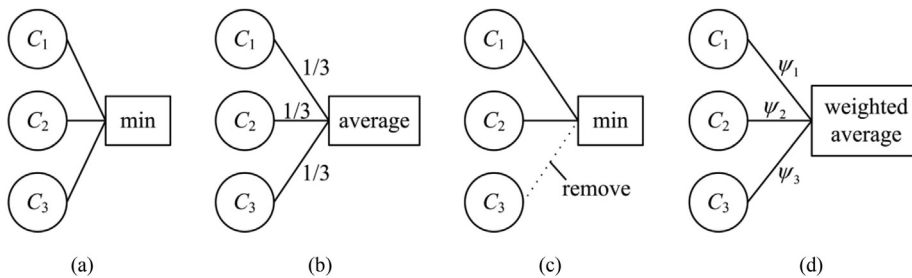 C1
C2
C3
min
(a)
C1
C2
C3
1/3
1/3
1/3
average
(b)
C1
C2
C3
min
remove
(c)
C1
C2
C3
ψ1
ψ2
ψ3
weighted
average
(d)